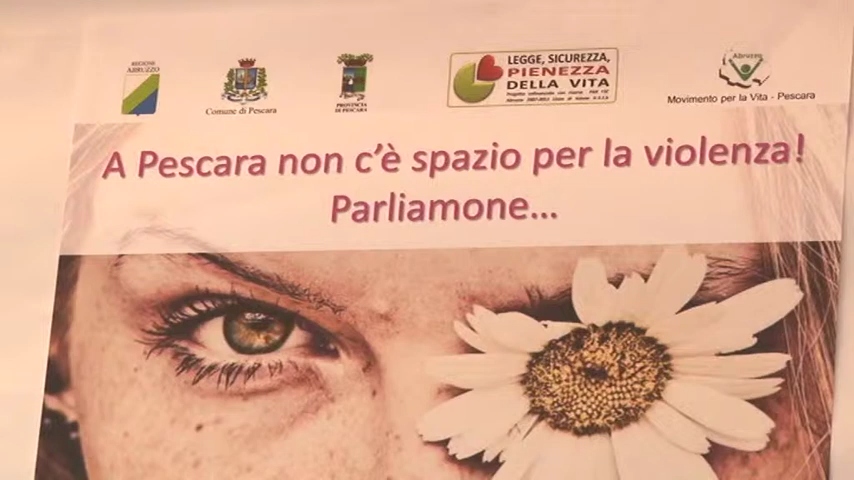 REGIONE
ABRUZZO
Comune di Pescara
PROVINCIA
DI PESCARA
LEGGE, SICUREZZA,
PIENEZZA
DELLA VITA
Abruzzo
Movimento per la Vita - Pescara
A Pescara non c'è spazio per la violenza!
Parliamone...